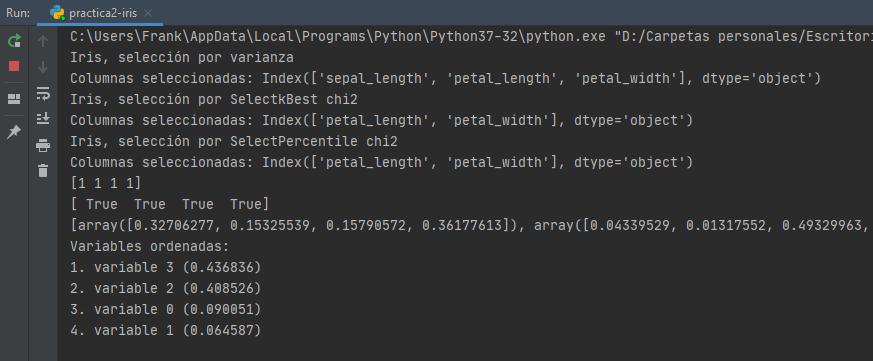 Run: practica2-iris
C:\Users\Frank\AppData\Local\Programs\Python\Python37-32\python.exe "D:/Carpetas personales/Escritori
Iris, selección por varianza
Columnas seleccionadas: Index(['sepal_length', 'petal_length', 'petal_width'], dtype='object')
Iris, selección por SelectkBest chi2
Columnas seleccionadas: Index(['petal_length', 'petal_width'], dtype='object')
Iris, selección por SelectPercentile chi2
Columnas seleccionadas: Index(['petal_length', 'petal_width'], dtype='object')
[1 1 1 1]
[ True  True  True  True]
[array([0.32706277, 0.15325539, 0.15790572, 0.36177613]), array([0.04339529, 0.01317552, 0.49329963,
Variables ordenadas:
1. variable 3 (0.436836)
2. variable 2 (0.408526)
3. variable 0 (0.090051)
4. variable 1 (0.064587)